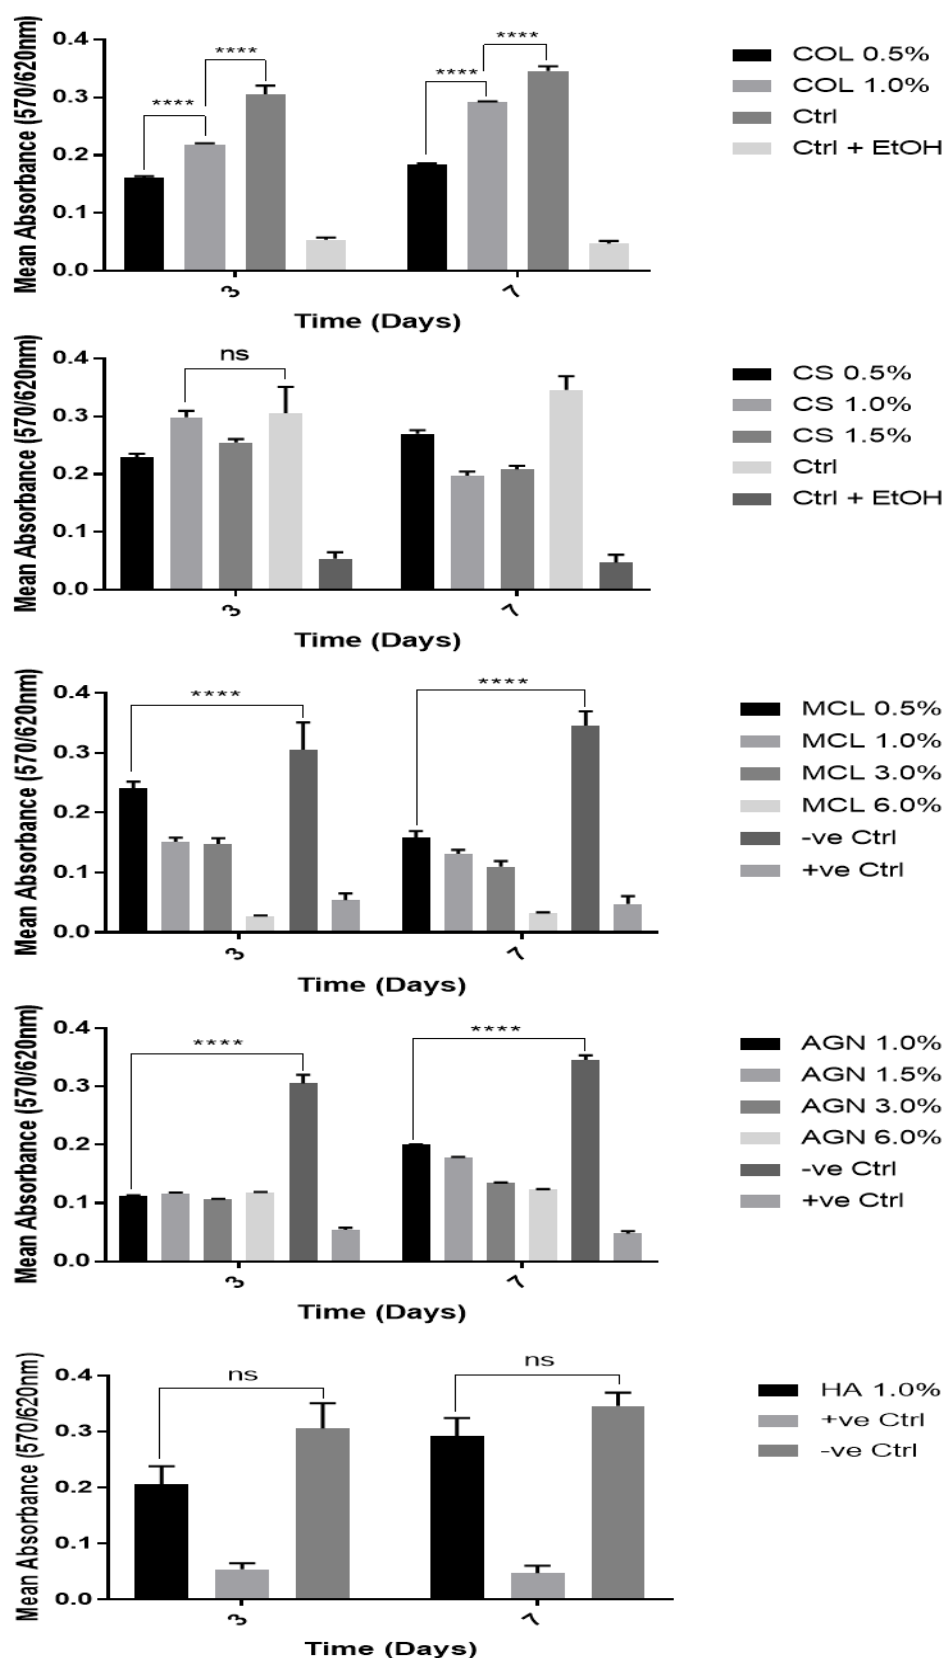 Mean Absorbance (570/620nm)
0.4
0.3
0.2
0.1
0.0
****
****
****
****
3
7
Time (Days)
COL 0.5%
COL 1.0%
Ctrl
Ctrl + EtOH
Mean Absorbance (570/620nm)
0.4
0.3
0.2
0.1
0.0
ns
3
7
Time (Days)
CS 0.5%
CS 1.0%
CS 1.5%
Ctrl
Ctrl + EtOH
Mean Absorbance (570/620nm)
0.4
0.3
0.2
0.1
0.0
****
****
3
7
Time (Days)
MCL 0.5%
MCL 1.0%
MCL 3.0%
MCL 6.0%
-ve Ctrl
+ve Ctrl
Mean Absorbance (570/620nm)
0.4
0.3
0.2
0.1
0.0
****
****
3
7
Time (Days)
AGN 1.0%
AGN 1.5%
AGN 3.0%
AGN 6.0%
-ve Ctrl
+ve Ctrl
Mean Absorbance (570/620nm)
0.4
0.3
0.2
0.1
0.0
ns
ns
3
7
Time (Days)
HA 1.0%
+ve Ctrl
-ve Ctrl